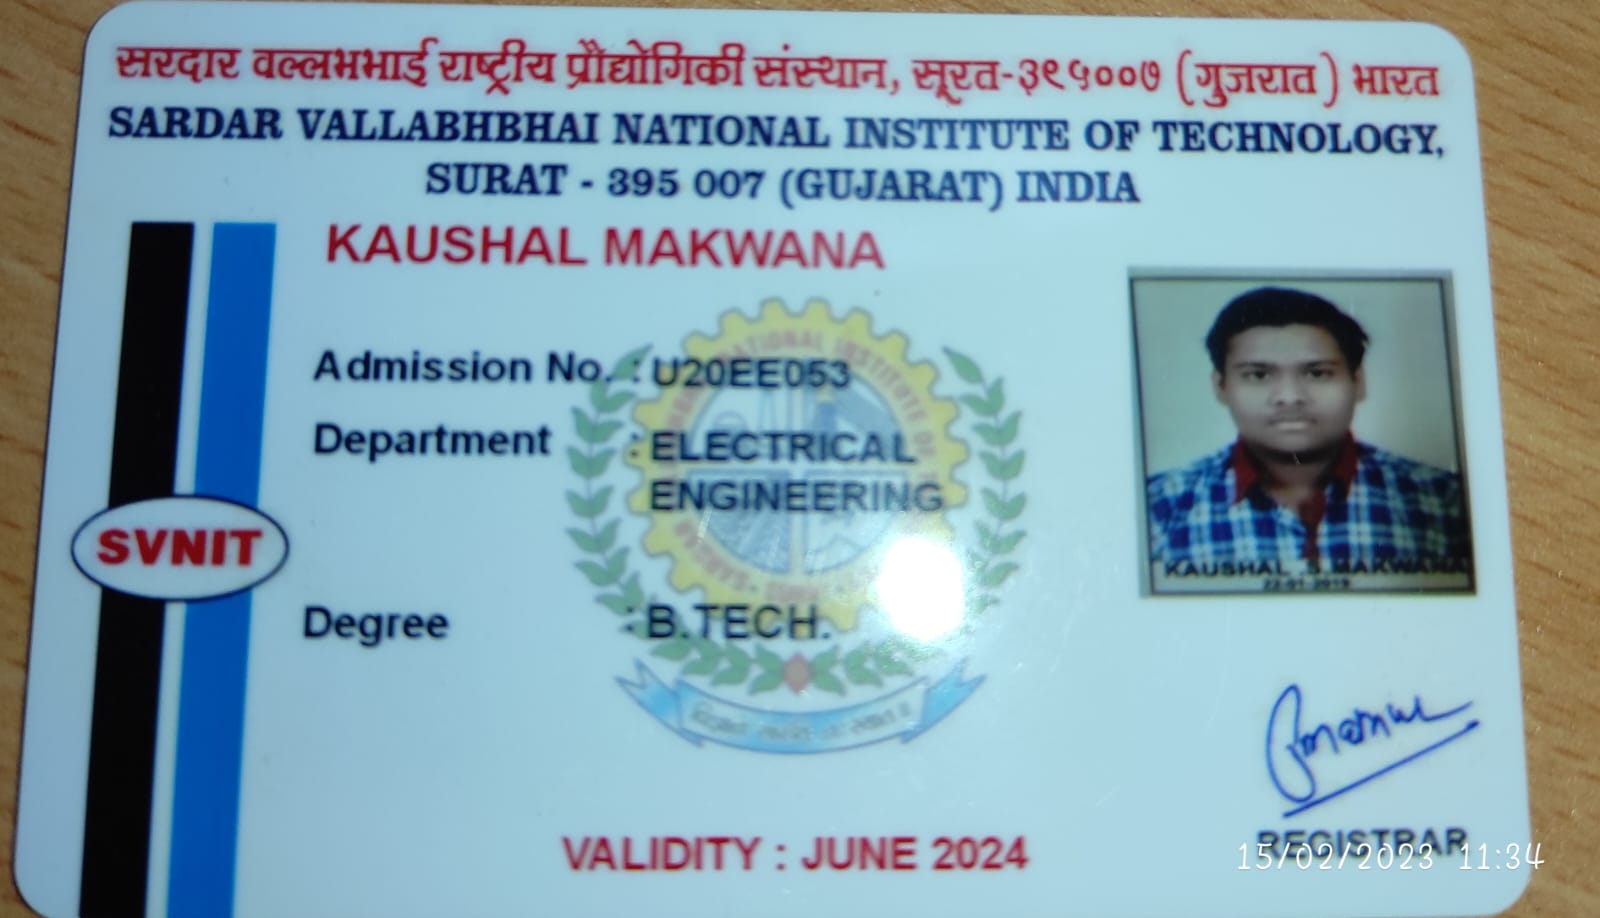 सरदार वल्लभभाई राष्ट्रीय प्रौद्योगिकी संस्थान, सूरत-३९५००७ (गुजरात) भारत
SARDAR VALLABHBHAI NATIONAL INSTITUTE OF TECHNOLOGY,
SURAT - 395 007 (GUJARAT) INDIA
KAUSHAL MAKWANA
Admission No. : U20EE053
Department : ELECTRICAL
ENGINEERING
SVNIT
Degree : B.TECH.
KAUSHAL .S.MAKWANA
22-01-2019
VALIDITY : JUNE 2024
REGISTRAR
15/02/2023 11:34